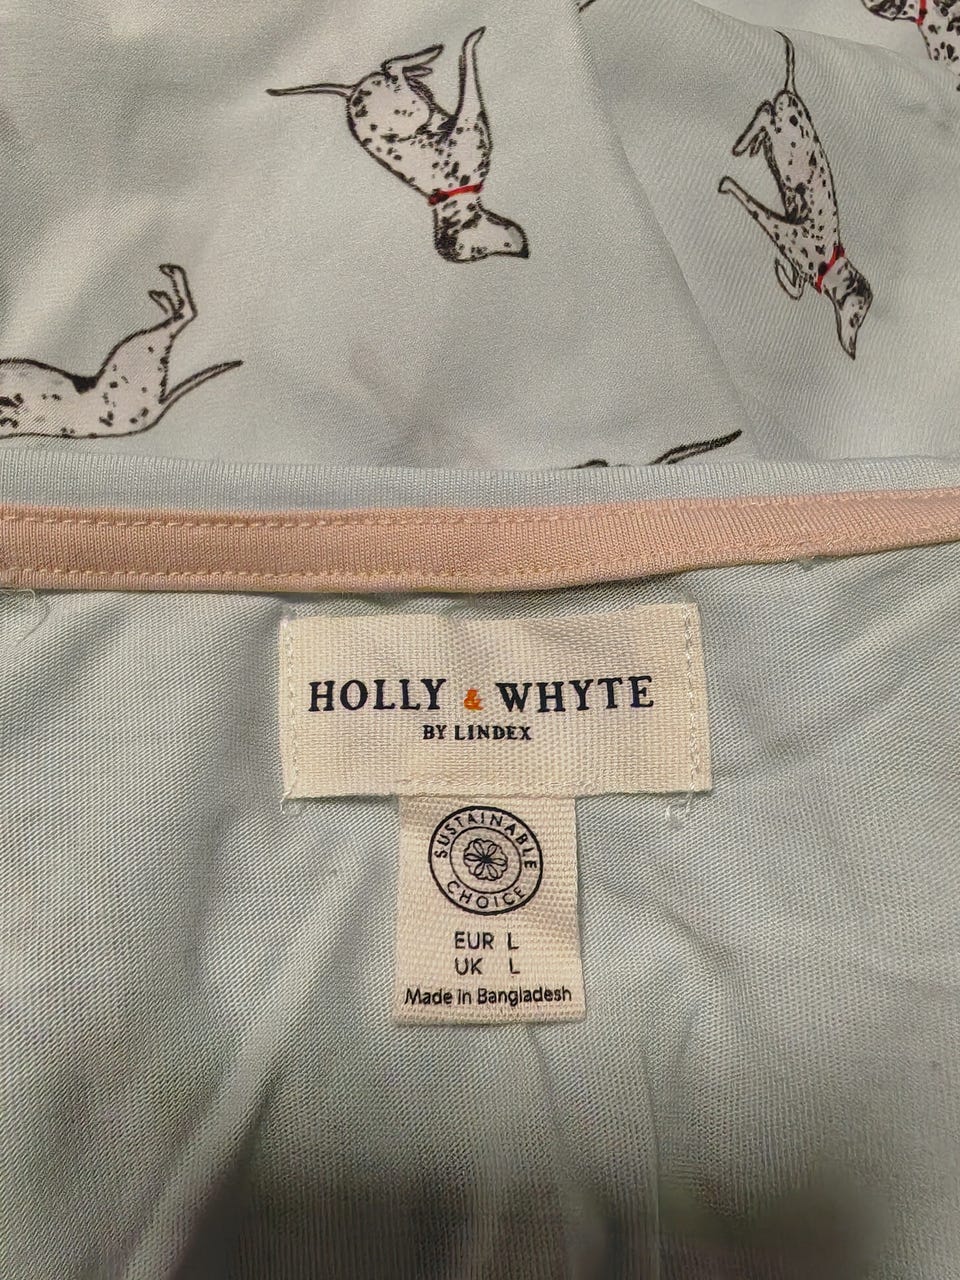 HOLLY & WHYTE
BY LINDEX
SUSTAINABLE
CHOICE
EUR L
UK L
Made in Bangladesh